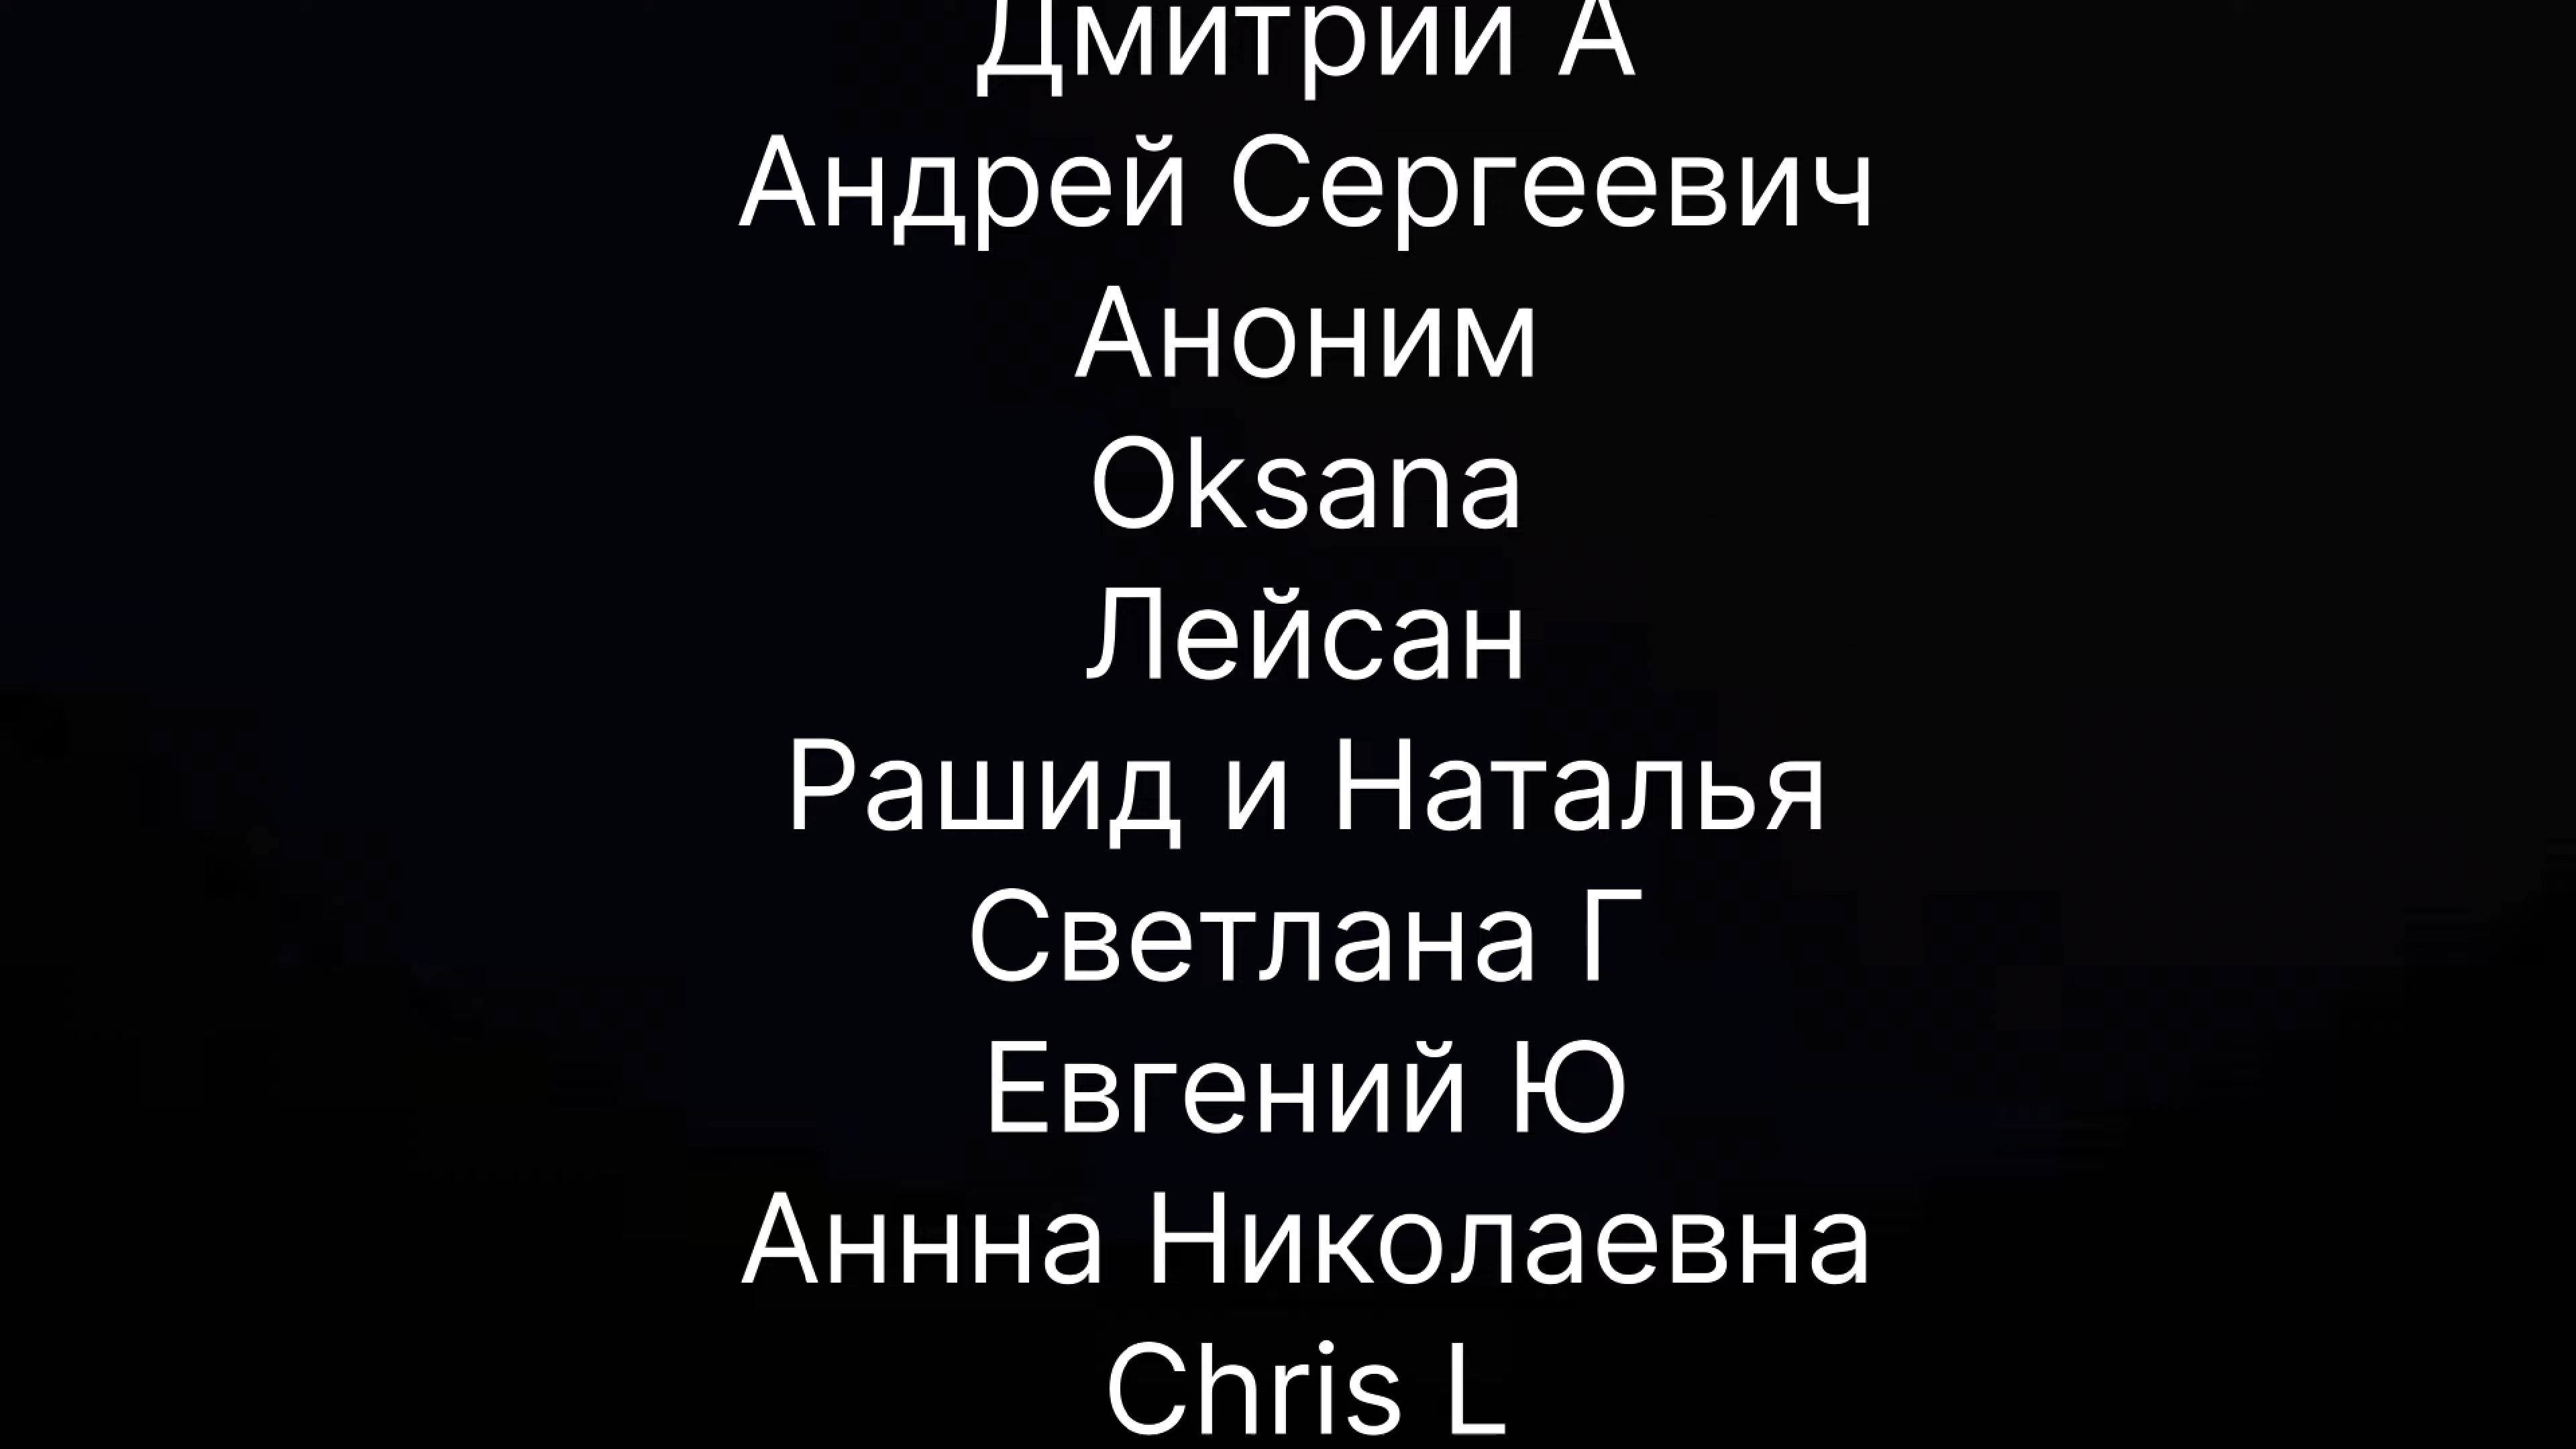 Дмитрий А
Андрей Сергеевич
Аноним
Oksana
Лейсан
Рашид и Наталья
Светлана Г
Евгений Ю
Аннна Николаевна
Chris L